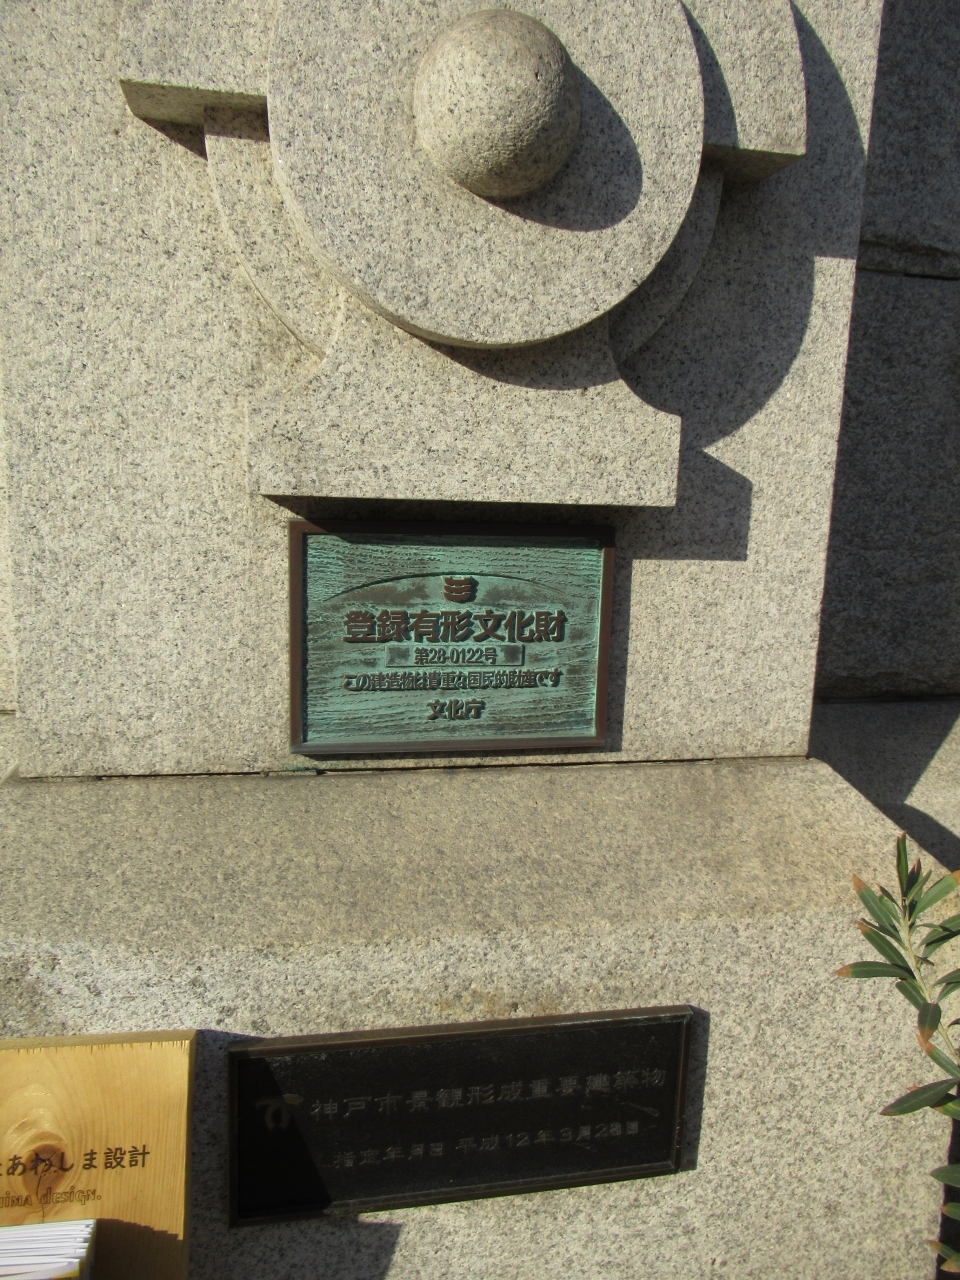 登録有形文化財
第28-0122号
この建造物は貴重な国民的財産です
文化庁
神戸市景観形成重要建築物
指定年月日 平成12年3月28日
あわしま設計
design.